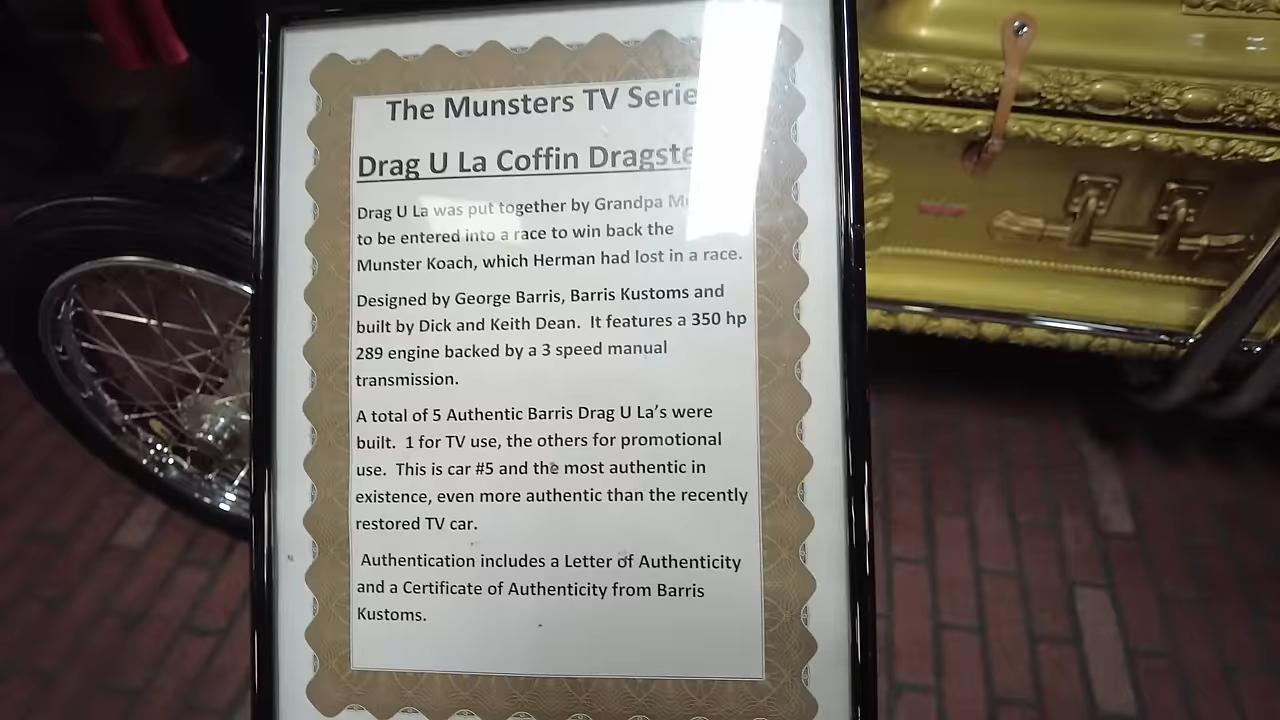 The Munsters TV Serie
Drag U La Coffin Dragste
Drag U La was put together by Grandpa M
to be entered into a race to win back the
Munster Koach, which Herman had lost in a race.
Designed by George Barris, Barris Kustoms and
built by Dick and Keith Dean. It features a 350 hp
289 engine backed by a 3 speed manual
transmission.
A total of 5 Authentic Barris Drag U La's were
built. 1 for TV use, the others for promotional
use. This is car #5 and the most authentic in
existence, even more authentic than the recently
restored TV car.
Authentication includes a Letter of Authenticity
and a Certificate of Authenticity from Barris
Kustoms.